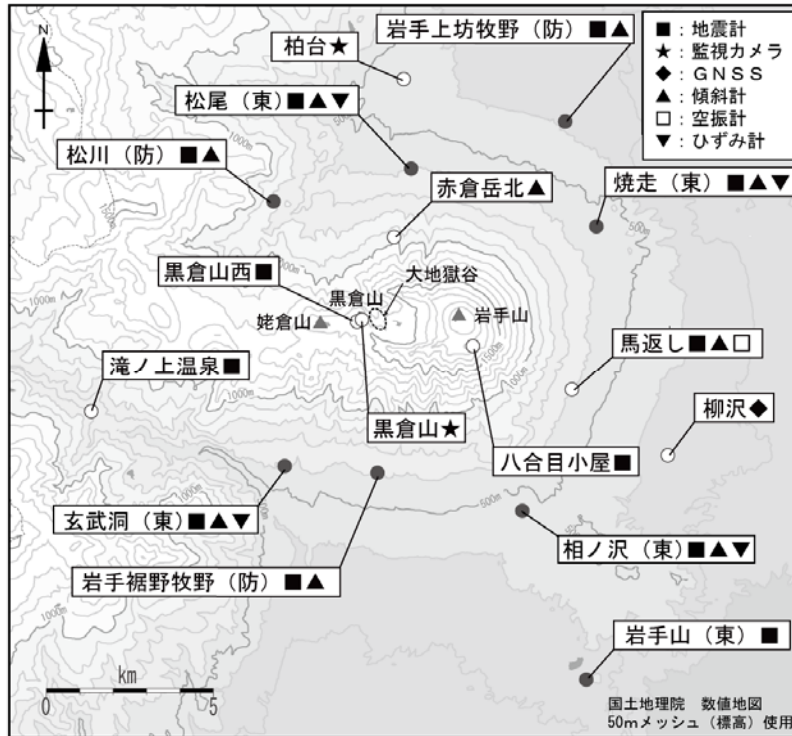 N
柏台★
岩手上坊牧野（防）■▲
■：地震計
★：監視カメラ
◆：ＧＮＳＳ
▲：傾斜計
□：空振計
▼：ひずみ計
松尾（東）■▲▼
松川（防）■▲
赤倉岳北▲
焼走（東）■▲▼
黒倉山西■
大地獄谷
黒倉山
姥倉山
岩手山
滝ノ上温泉■
馬返し■▲□
黒倉山★
柳沢◆
八合目小屋■
玄武洞（東）■▲▼
相ノ沢（東）■▲▼
岩手裾野牧野（防）■▲
岩手山（東）■
km
0 5
国土地理院　数値地図
50mメッシュ（標高）使用
1000m
1000m
1500m
500m
1000m